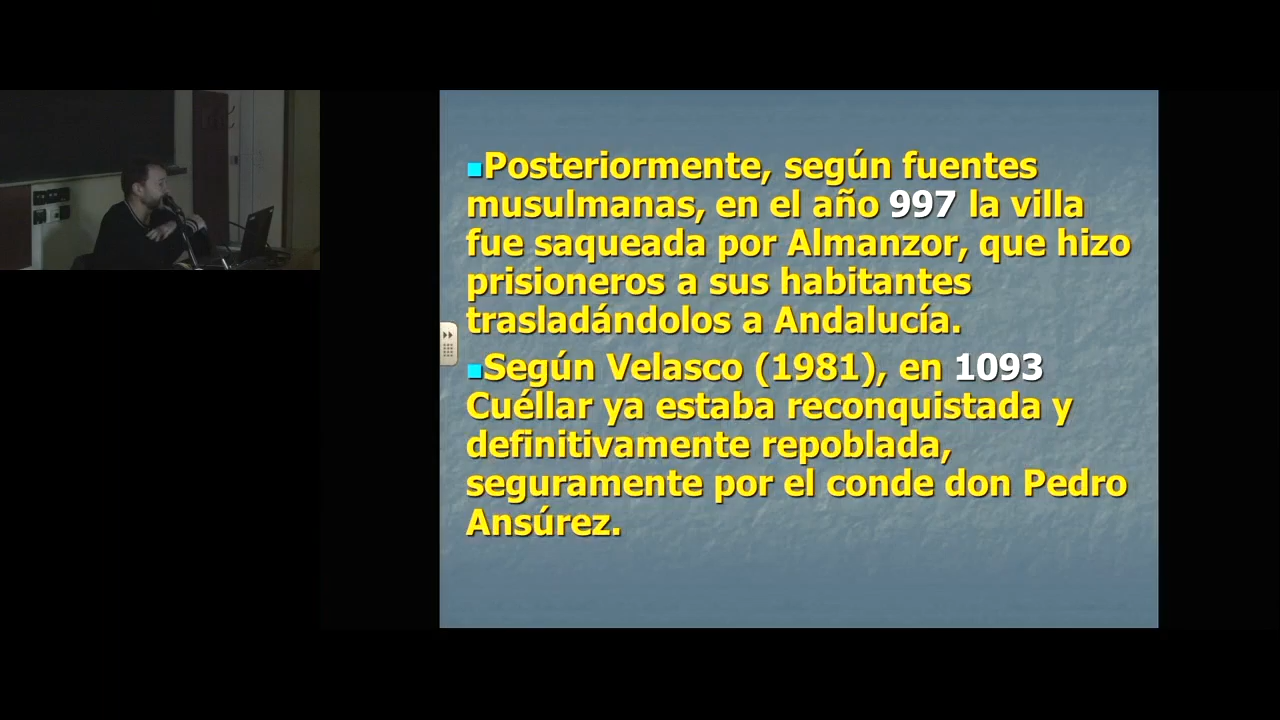 Posteriormente, según fuentes
musulmanas, en el año 997 la villa
fue saqueada por Almanzor, que hizo
prisioneros a sus habitantes
trasladándolos a Andalucía.
Según Velasco (1981), en 1093
Cuéllar ya estaba reconquistada y
definitivamente repoblada,
seguramente por el conde don Pedro
Ansúrez.